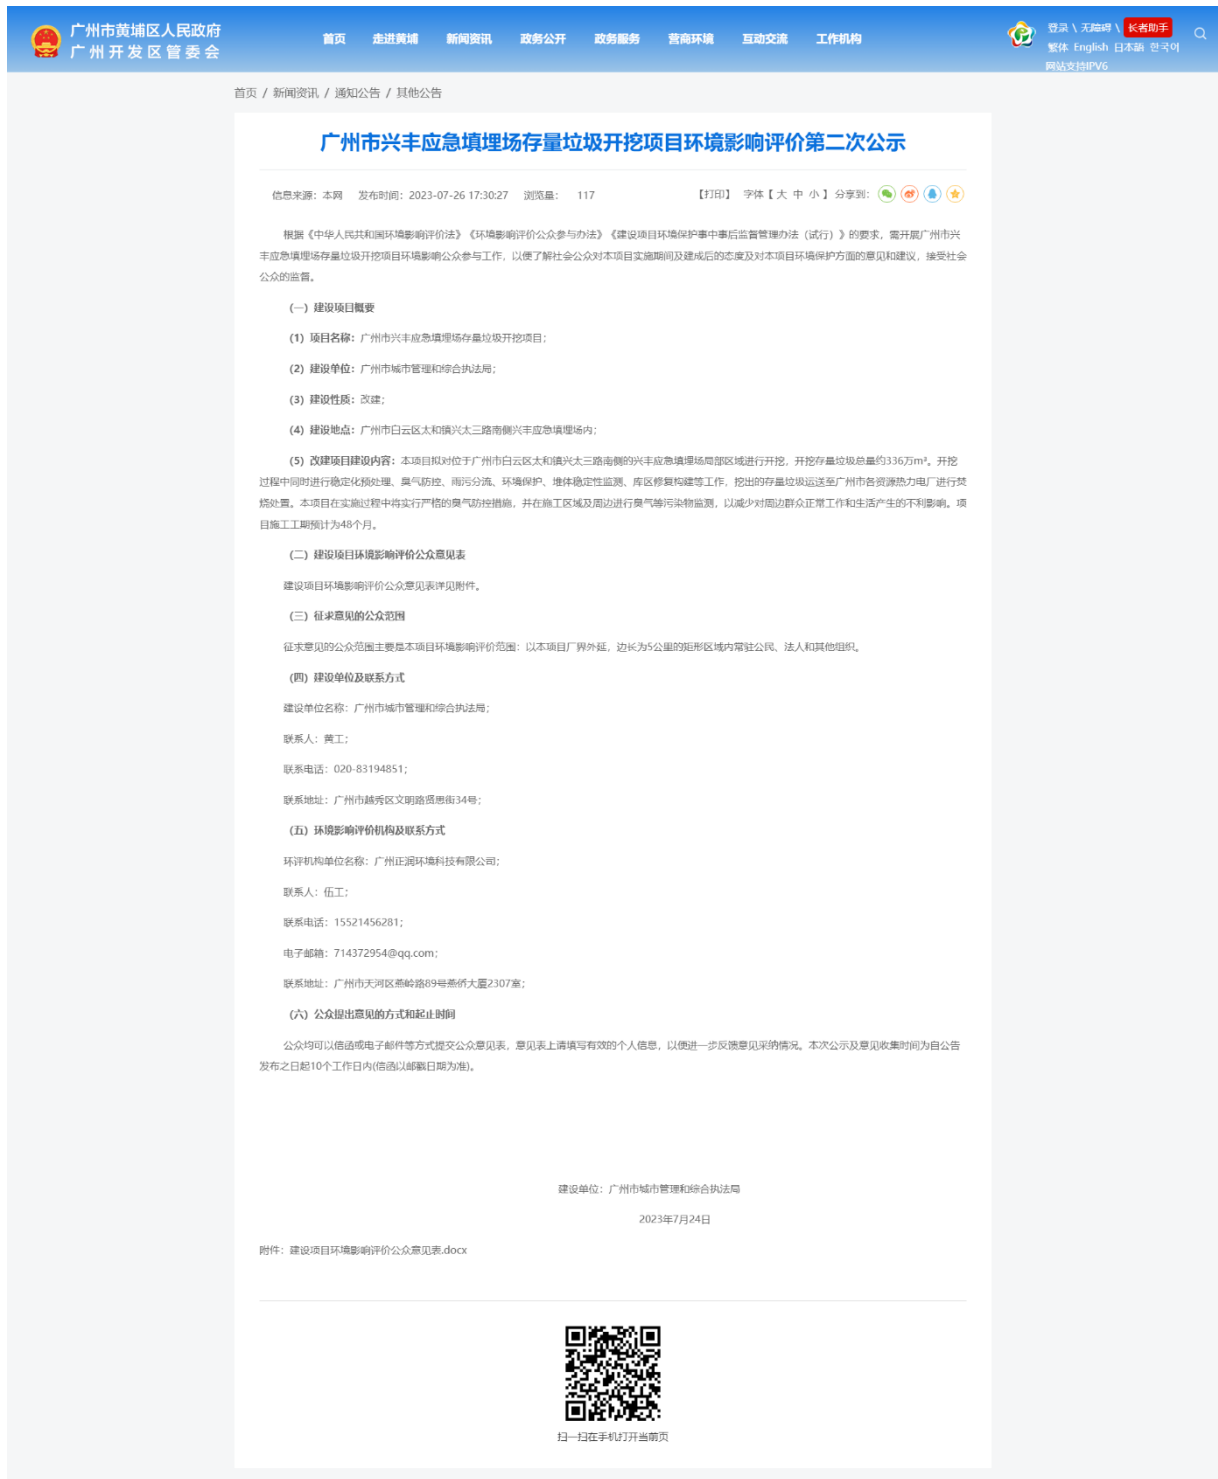 广州市黄埔区人民政府
广州开发区管委会
首页 走进黄埔 新闻资讯 政务公开 政务服务 营商环境 互动交流 工作机构
登录 \ 无障碍 \ 长者助手
繁体 English 日本語 한국어
网站支持IPV6
首页 / 新闻资讯 / 通知公告 / 其他公告
广州市兴丰应急填埋场存量垃圾开挖项目环境影响评价第二次公示
信息来源：本网 发布时间：2023-07-26 17:30:27 浏览量： 117 【打印】 字体【 大 中 小 】 分享到：
根据《中华人民共和国环境影响评价法》《环境影响评价公众参与办法》《建设项目环境保护事中事后监督管理办法（试行）》的要求，需开展广州市兴
丰应急填埋场存量垃圾开挖项目环境影响公众参与工作，以便了解社会公众对本项目实施期间及建成后的态度及对本项目环境保护方面的意见和建议，接受社会
公众的监督。
（一）建设项目概要
（1）项目名称：广州市兴丰应急填埋场存量垃圾开挖项目；
（2）建设单位：广州市城市管理和综合执法局；
（3）建设性质：改建；
（4）建设地点：广州市白云区太和镇兴太三路南侧兴丰应急填埋场内；
（5）改建项目建设内容：本项目拟对位于广州市白云区太和镇兴太三路南侧的兴丰应急填埋场局部区域进行开挖，开挖存量垃圾总量约336万m³。开挖
过程中同时进行稳定化预处理、臭气防控、雨污分流、环境保护、堆体稳定性监测、库区修复构建等工作，挖出的存量垃圾运送至广州市各资源热力电厂进行焚
烧处置。本项目在实施过程中将实行严格的臭气防控措施，并在施工区域及周边进行臭气等污染物监测，以减少对周边群众正常工作和生活产生的不利影响。项
目施工工期预计为48个月。
（二）建设项目环境影响评价公众意见表
建设项目环境影响评价公众意见表详见附件。
（三）征求意见的公众范围
征求意见的公众范围主要是本项目环境影响评价范围：以本项目厂界外延，边长为5公里的矩形区域内常驻公民、法人和其他组织。
（四）建设单位及联系方式
建设单位名称：广州市城市管理和综合执法局；
联系人：黄工；
联系电话：020-83194851；
联系地址：广州市越秀区文明路贤思街34号；
（五）环境影响评价机构及联系方式
环评机构单位名称：广州正润环境科技有限公司；
联系人：伍工；
联系电话：15521456281；
电子邮箱：714372954@qq.com；
联系地址：广州市天河区燕岭路89号燕侨大厦2307室；
（六）公众提出意见的方式和起止时间
公众均可以信函或电子邮件等方式提交公众意见表，意见表上请填写有效的个人信息，以便进一步反馈意见采纳情况。本次公示及意见收集时间为自公告
发布之日起10个工作日内(信函以邮戳日期为准)。
建设单位：广州市城市管理和综合执法局
2023年7月24日
附件：建设项目环境影响评价公众意见表.docx
扫一扫在手机打开当前页